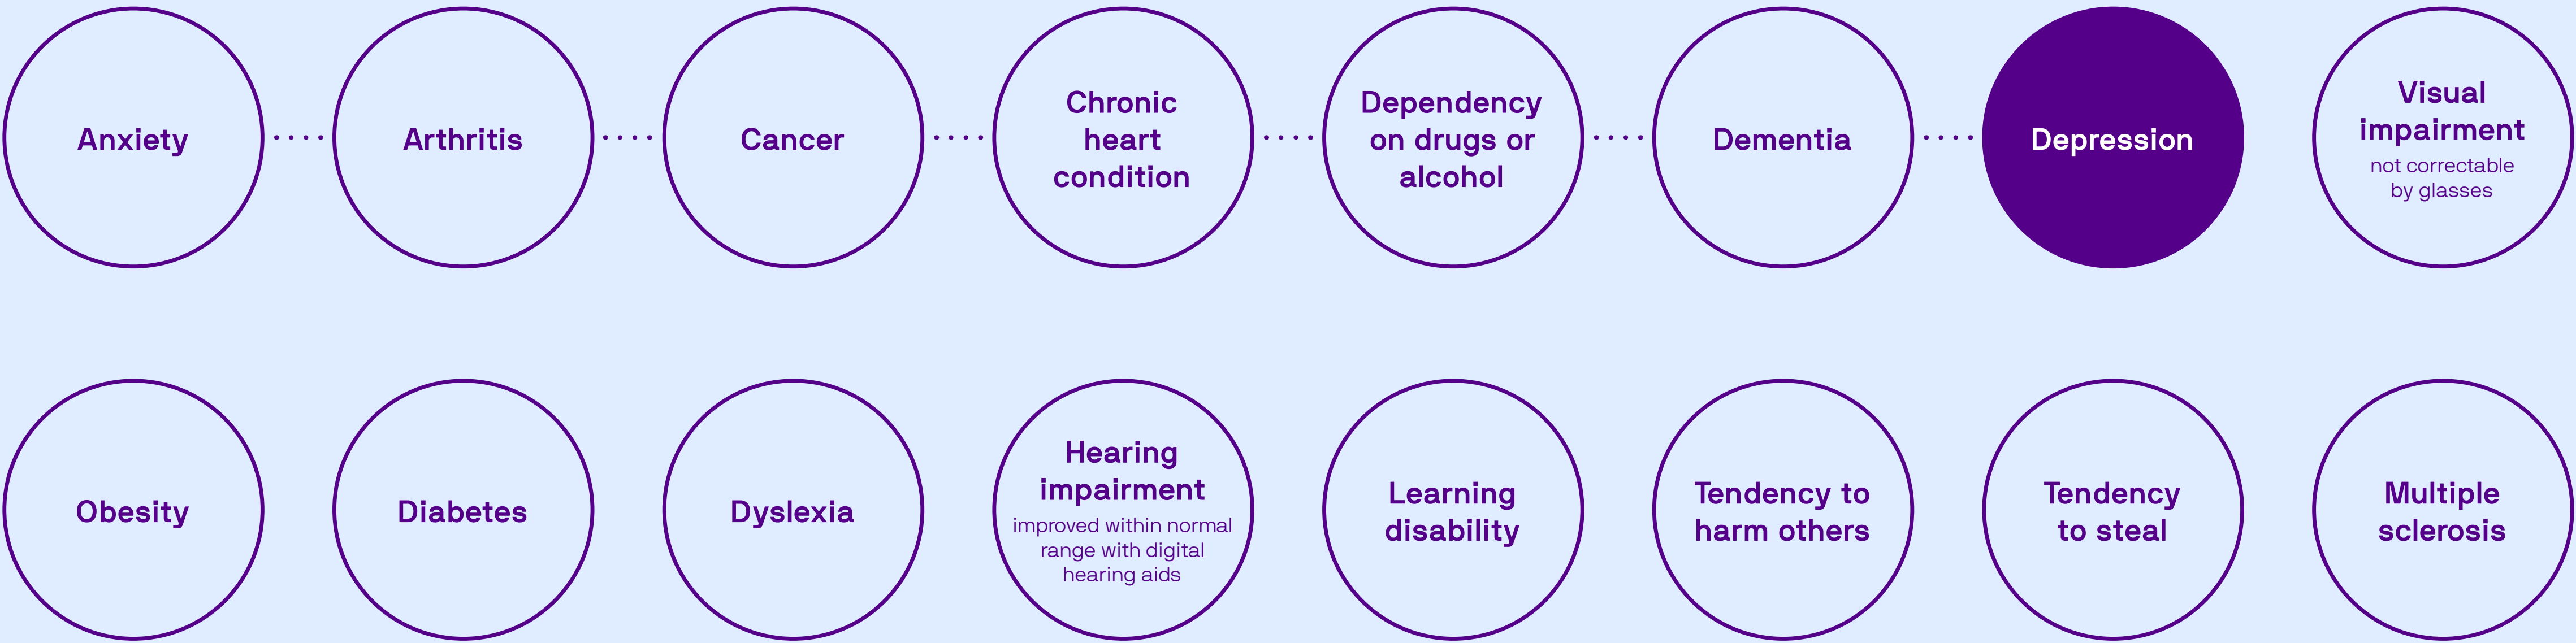 Anxiety
Arthritis
Cancer
Chronic
heart
condition
Dependency
on drugs or
alcohol
Dementia
Depression
Visual
impairment
not correctable
by glasses
Obesity
Diabetes
Dyslexia
Hearing
impairment
improved within normal
range with digital
hearing aids
Learning
disability
Tendency to
harm others
Tendency
to steal
Multiple
sclerosis